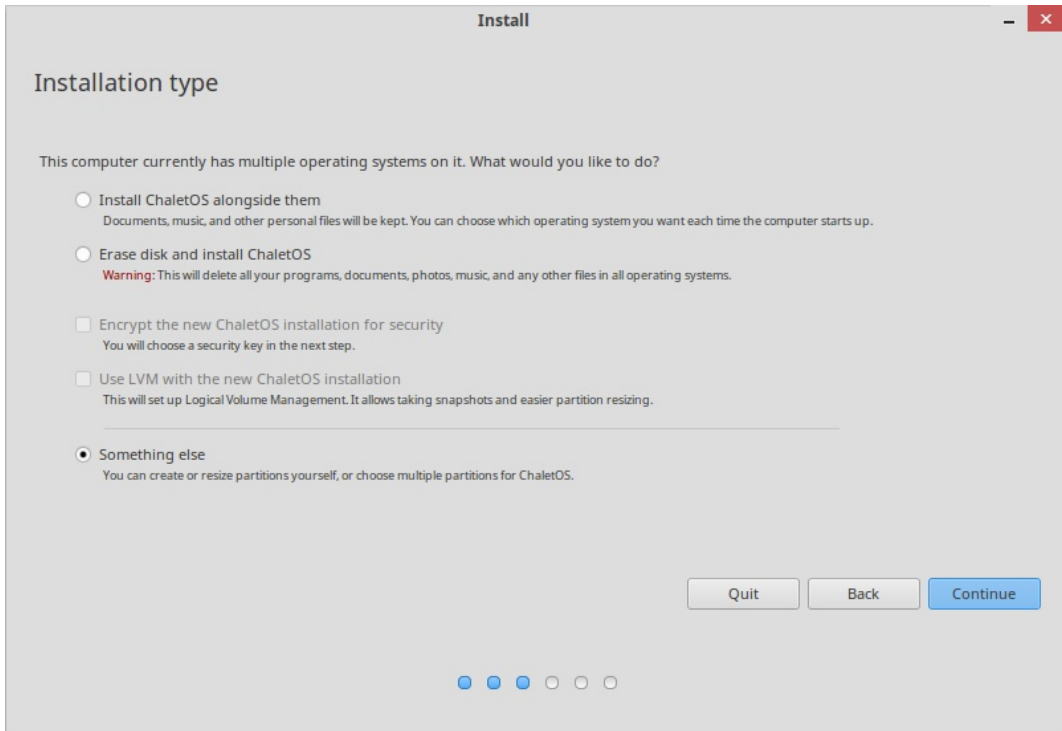 Install
Installation type
This computer currently has multiple operating systems on it. What would you like to do?
Install ChaletOS alongside them
Documents, music, and other personal files will be kept. You can choose which operating system you want each time the computer starts up.
Erase disk and install ChaletOS
Warning: This will delete all your programs, documents, photos, music, and any other files in all operating systems.
Encrypt the new ChaletOS installation for security
You will choose a security key in the next step.
Use LVM with the new ChaletOS installation
This will set up Logical Volume Management. It allows taking snapshots and easier partition resizing.
Something else
You can create or resize partitions yourself, or choose multiple partitions for ChaletOS.
Quit Back Continue